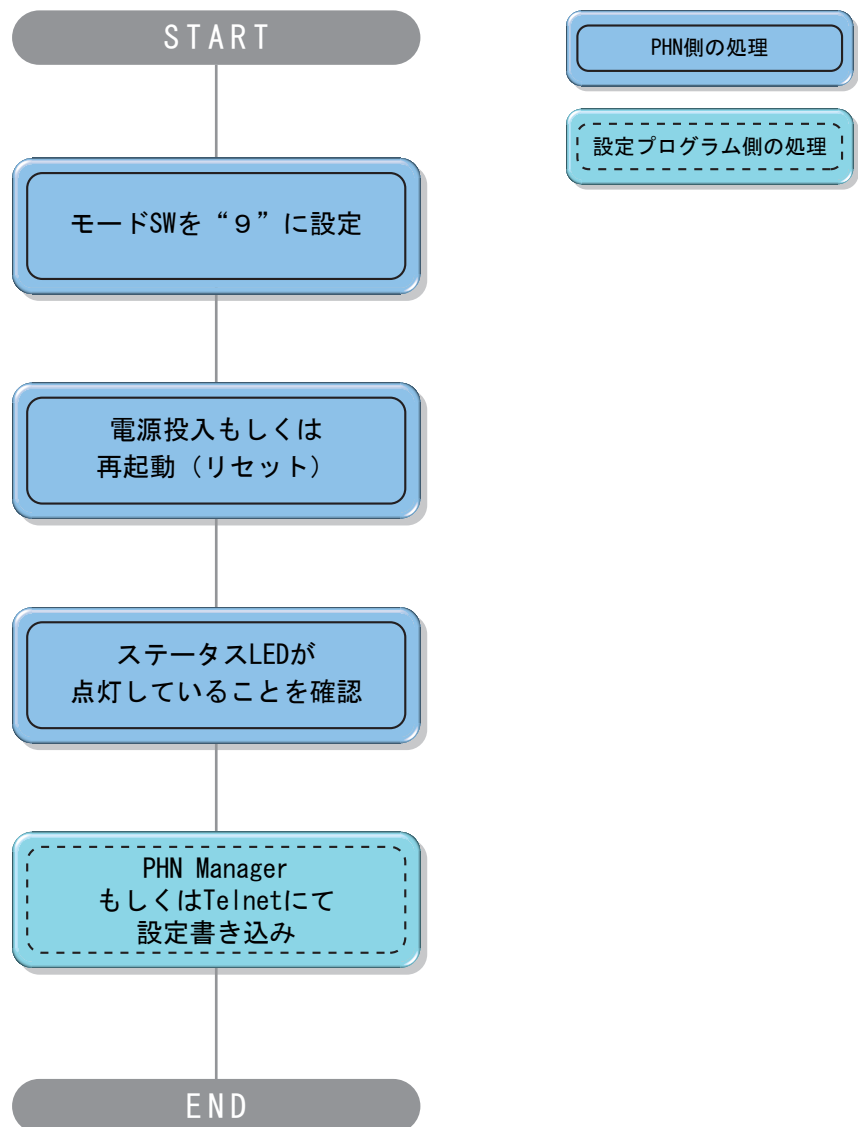 START
PHN側の処理
設定プログラム側の処理
モードSWを“９”に設定
電源投入もしくは
再起動（リセット）
ステータスLEDが
点灯していることを確認
PHN Manager
もしくはTelnetにて
設定書き込み
END